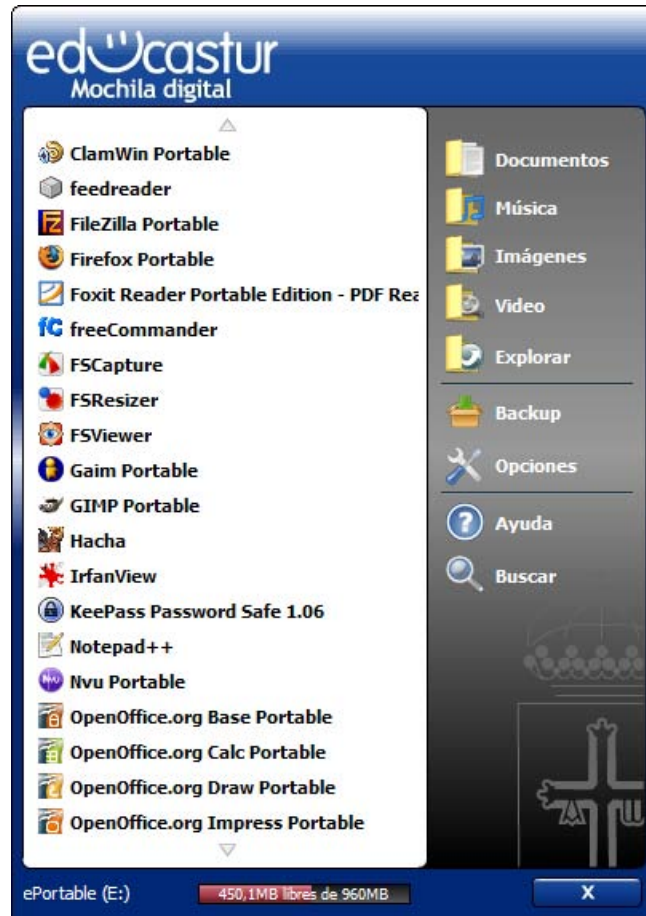 educastur
Mochila digital
ClamWin Portable
feedreader
FileZilla Portable
Firefox Portable
Foxit Reader Portable Edition - PDF Rea
freeCommander
FSCapture
FSResizer
FSViewer
Gaim Portable
GIMP Portable
Hacha
IrfanView
KeePass Password Safe 1.06
Notepad++
Nvu Portable
OpenOffice.org Base Portable
OpenOffice.org Calc Portable
OpenOffice.org Draw Portable
OpenOffice.org Impress Portable
Documentos
Música
Imágenes
Video
Explorar
Backup
Opciones
Ayuda
Buscar
ePortable (E:)
450,1MB libres de 960MB
X